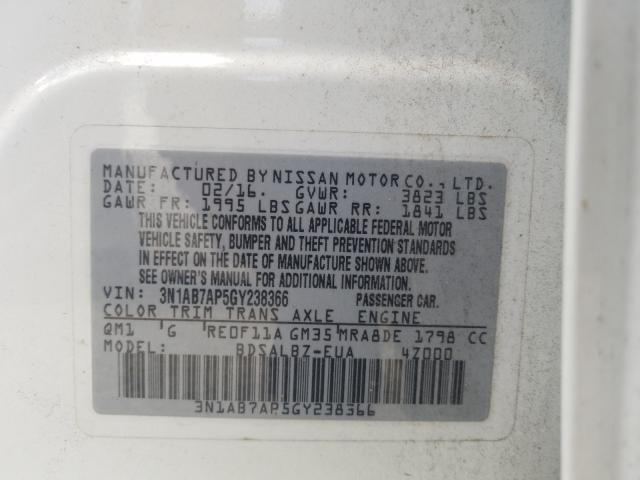 MANUFACTURED BY NISSAN MOTOR CO., LTD.
DATE: 02/16. GVWR: 3823 LBS
GAWR FR: 1995 LBS GAWR RR: 1841 LBS
THIS VEHICLE CONFORMS TO ALL APPLICABLE FEDERAL MOTOR
VEHICLE SAFETY, BUMPER AND THEFT PREVENTION STANDARDS
IN EFFECT ON THE DATE OF MANUFACTURE SHOWN ABOVE.
SEE OWNER'S MANUAL FOR ADDITIONAL INFORMATION.
VIN: 3N1AB7AP5GY238366 PASSENGER CAR.
COLOR TRIM TRANS AXLE ENGINE
QM1 G RE0F11A GM35 MRA8DE 1798 CC
MODEL: BDSALBZ-EUA 4Z000
3N1AB7AP5GY238366